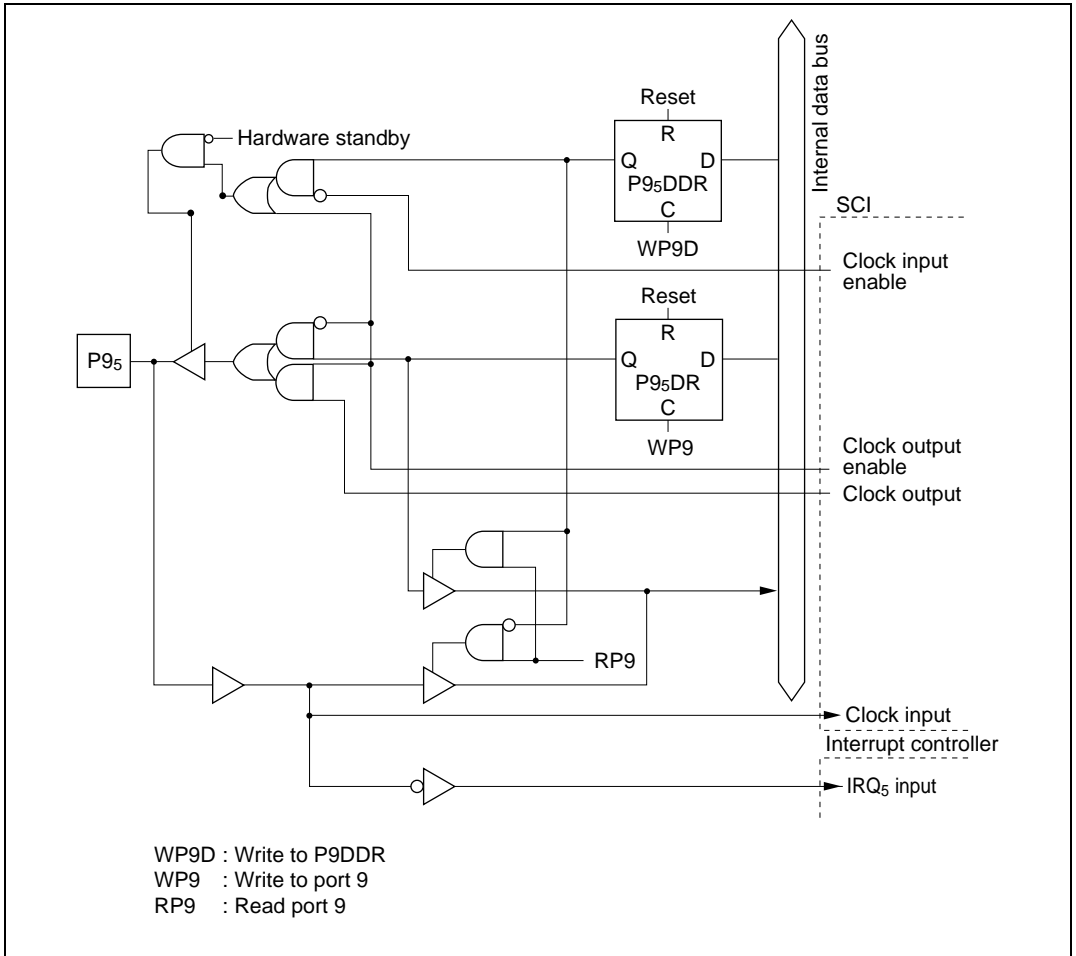 Reset
R
Q D
P9₅DDR
C
WP9D
Hardware standby
Internal data bus
SCI
Clock input
enable
Reset
R
Q D
P9₅DR
C
WP9
P9₅
Clock output
enable
Clock output
RP9
Clock input
Interrupt controller
IRQ₅ input
WP9D : Write to P9DDR
WP9 : Write to port 9
RP9 : Read port 9